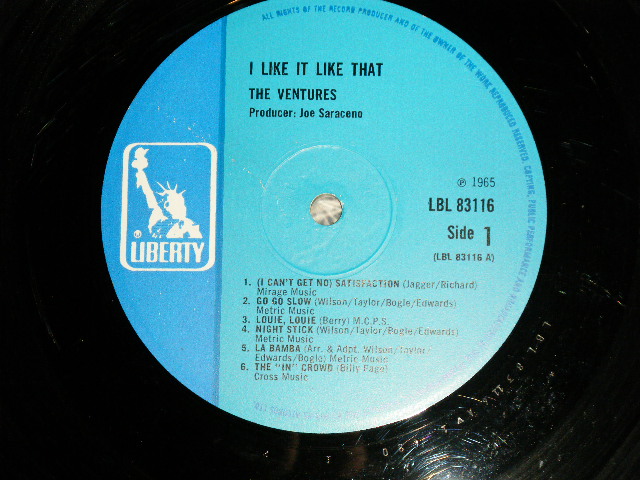 ALL RIGHTS OF THE RECORD PRODUCER AND OF THE OWNER OF THE WORK REPRODUCED RESERVED. COPYING, PUBLIC PERFORMANCE AND
I LIKE IT LIKE THAT
THE VENTURES
Producer: Joe Saraceno
℗ 1965
LBL 83116
Side 1
(LBL 83116 A)
LIBERTY
1. (I CAN'T GET NO) SATISFACTION (Jagger/Richard)
Mirage Music
2. GO GO SLOW (Wilson/Taylor/Bogle/Edwards)
Metric Music
3. LOUIE, LOUIE (Berry) M.C.P.S.
4. NIGHT STICK (Wilson/Taylor/Bogle/Edwards)
Metric Music
5. LA BAMBA (Arr. & Adpt. Wilson/Taylor/
Edwards/Bogle) Metric Music
6. THE "IN" CROWD (Billy Page)
Cross Music